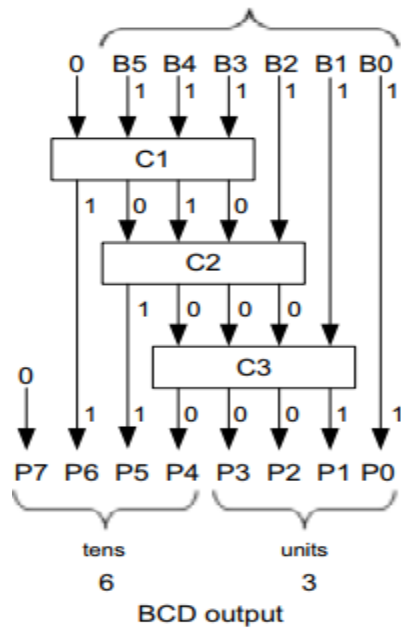 0 B5 B4 B3 B2 B1 B0
1 1 1 1 1 1
C1
1 0 1 0
C2
1 0 0 0
C3
0
1 1 0 0 0 1 1
P7 P6 P5 P4 P3 P2 P1 P0
tens units
6 3
BCD output